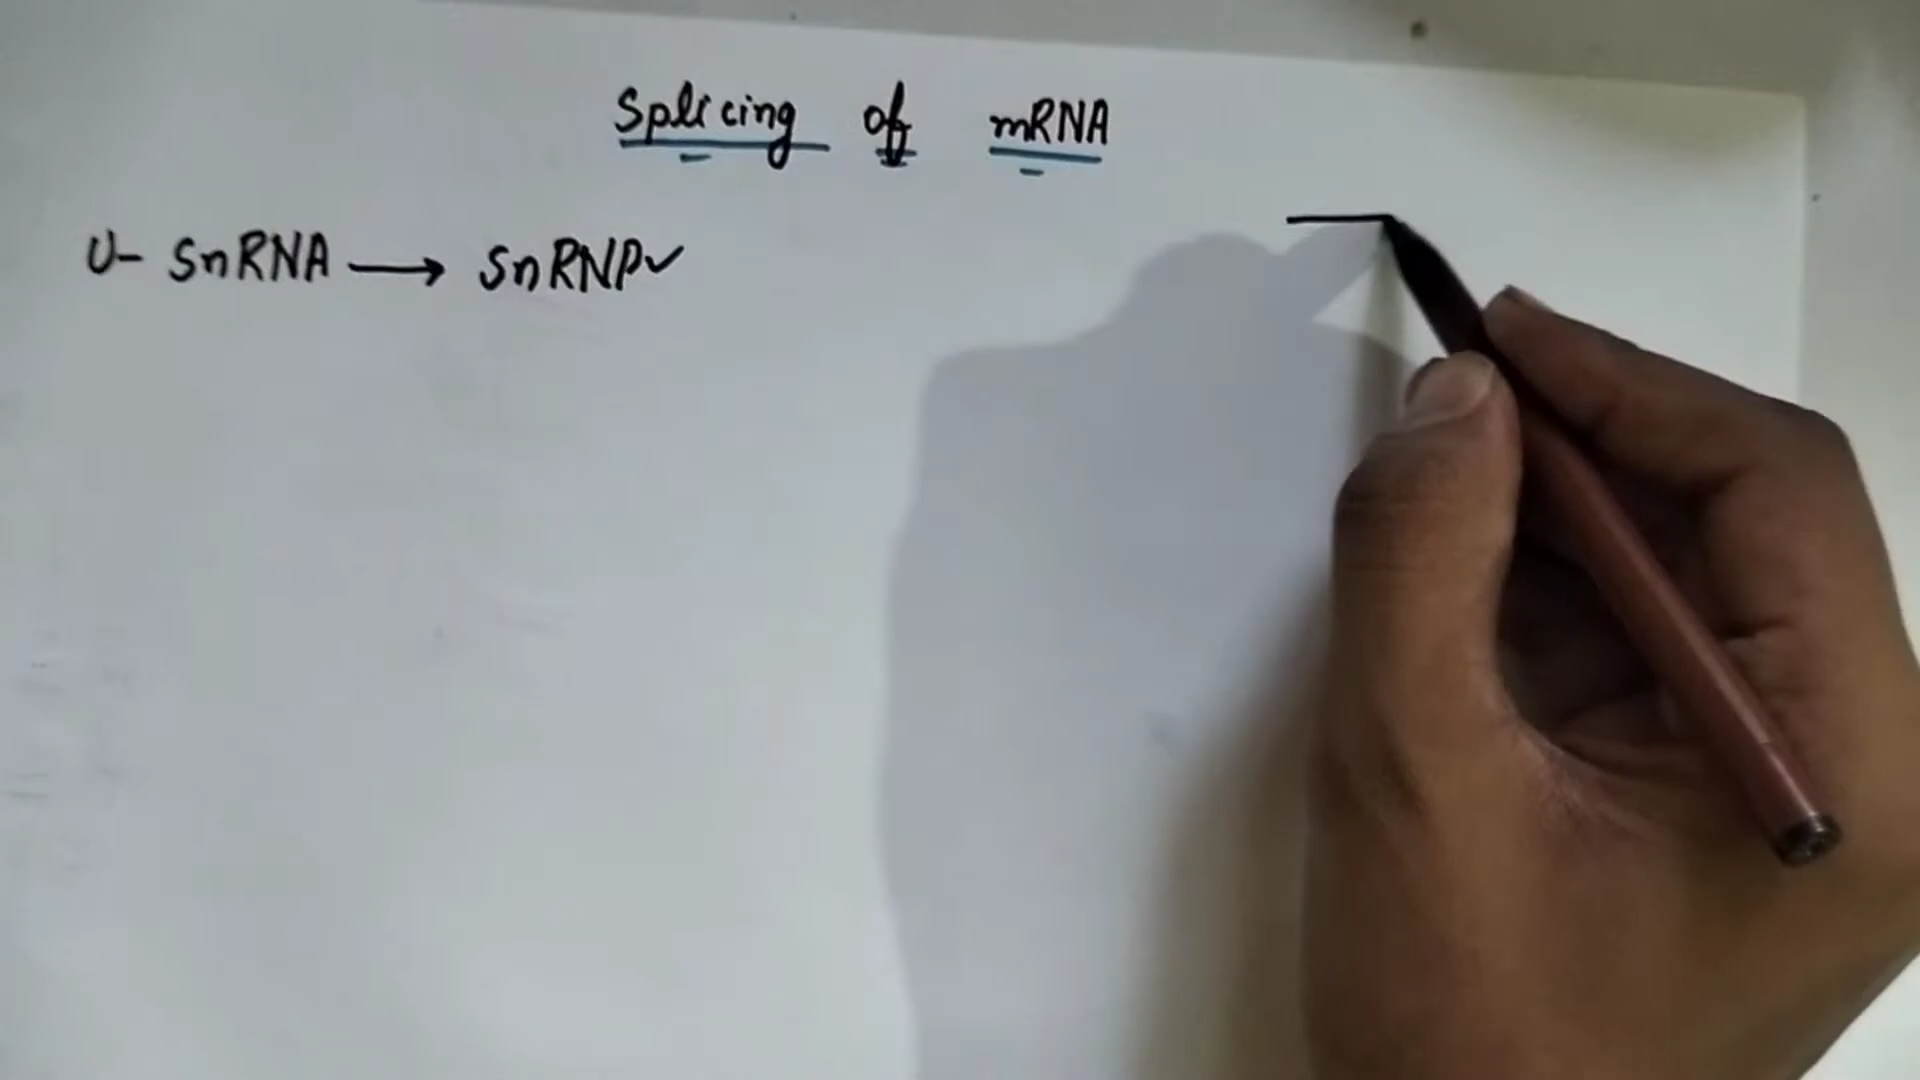 Splicing of mRNA
U- SnRNA → SnRNP✓